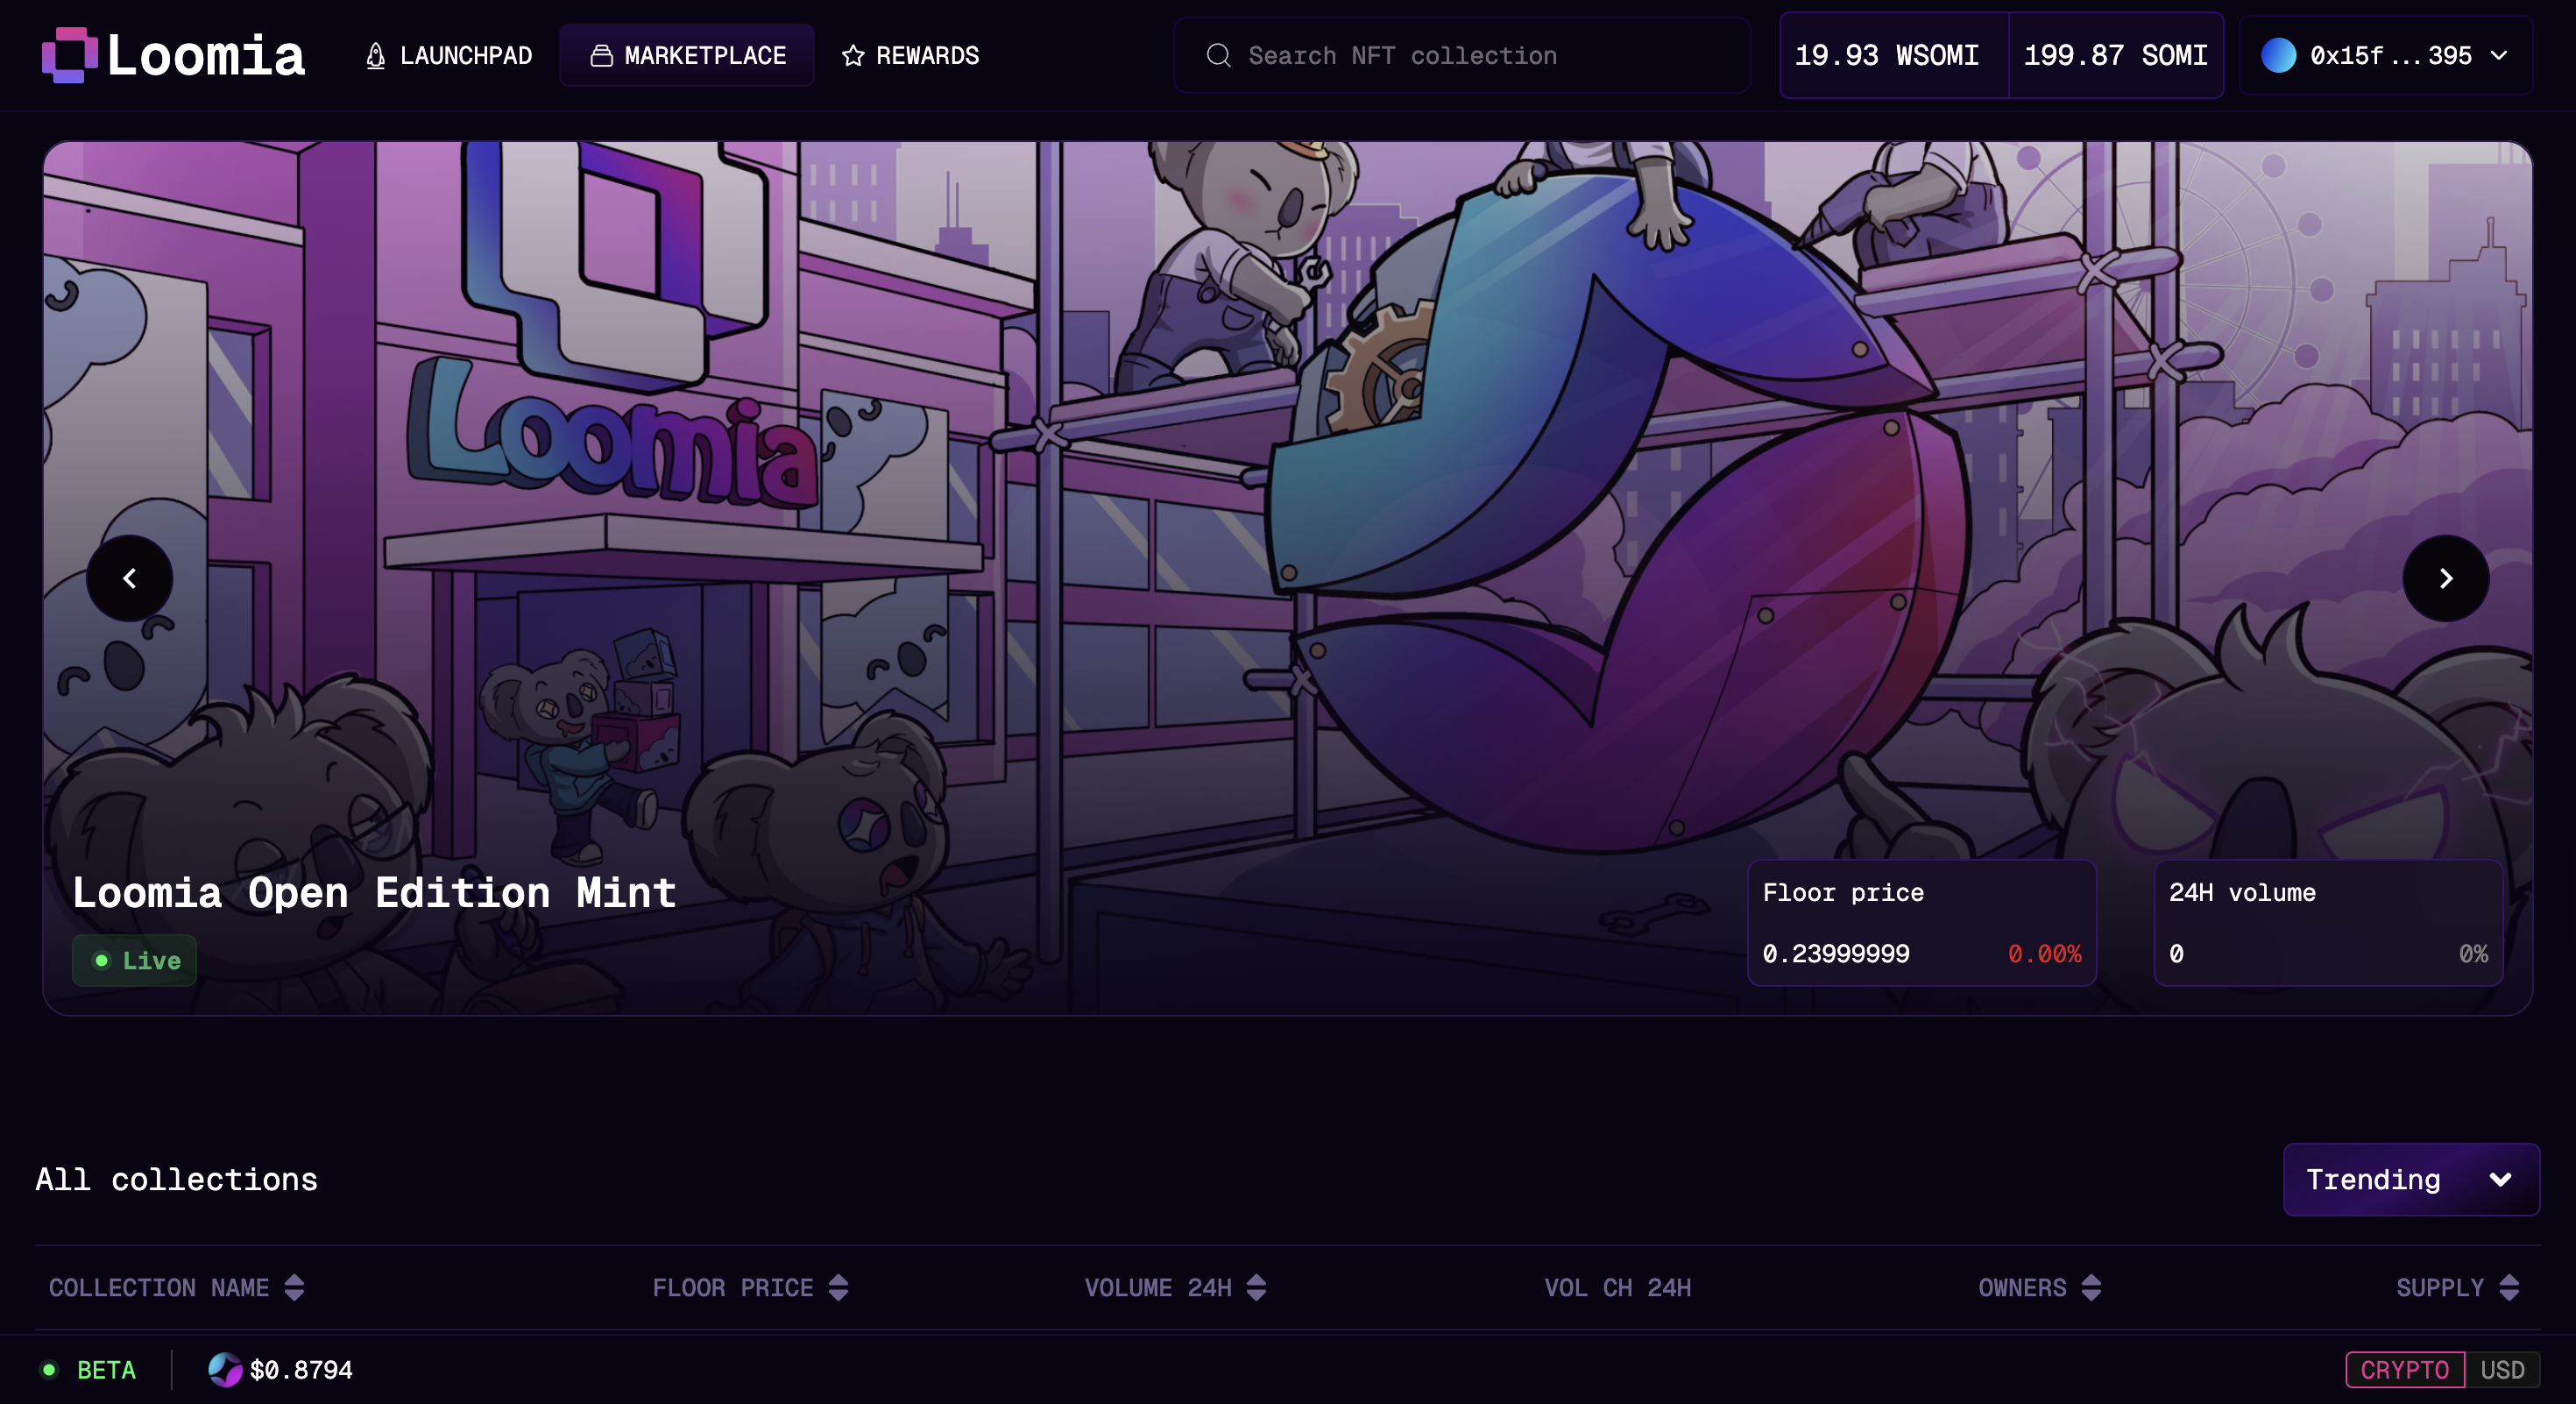 Loomia
LAUNCHPAD
MARKETPLACE
REWARDS
Search NFT collection
19.93 WSOMI
199.87 SOMI
0x15f...395
Loomia
Loomia Open Edition Mint
Live
Floor price
0.23999999
0.00%
24H volume
0
0%
All collections
Trending
COLLECTION NAME
FLOOR PRICE
VOLUME 24H
VOL CH 24H
OWNERS
SUPPLY
BETA
$0.8794
CRYPTO
USD